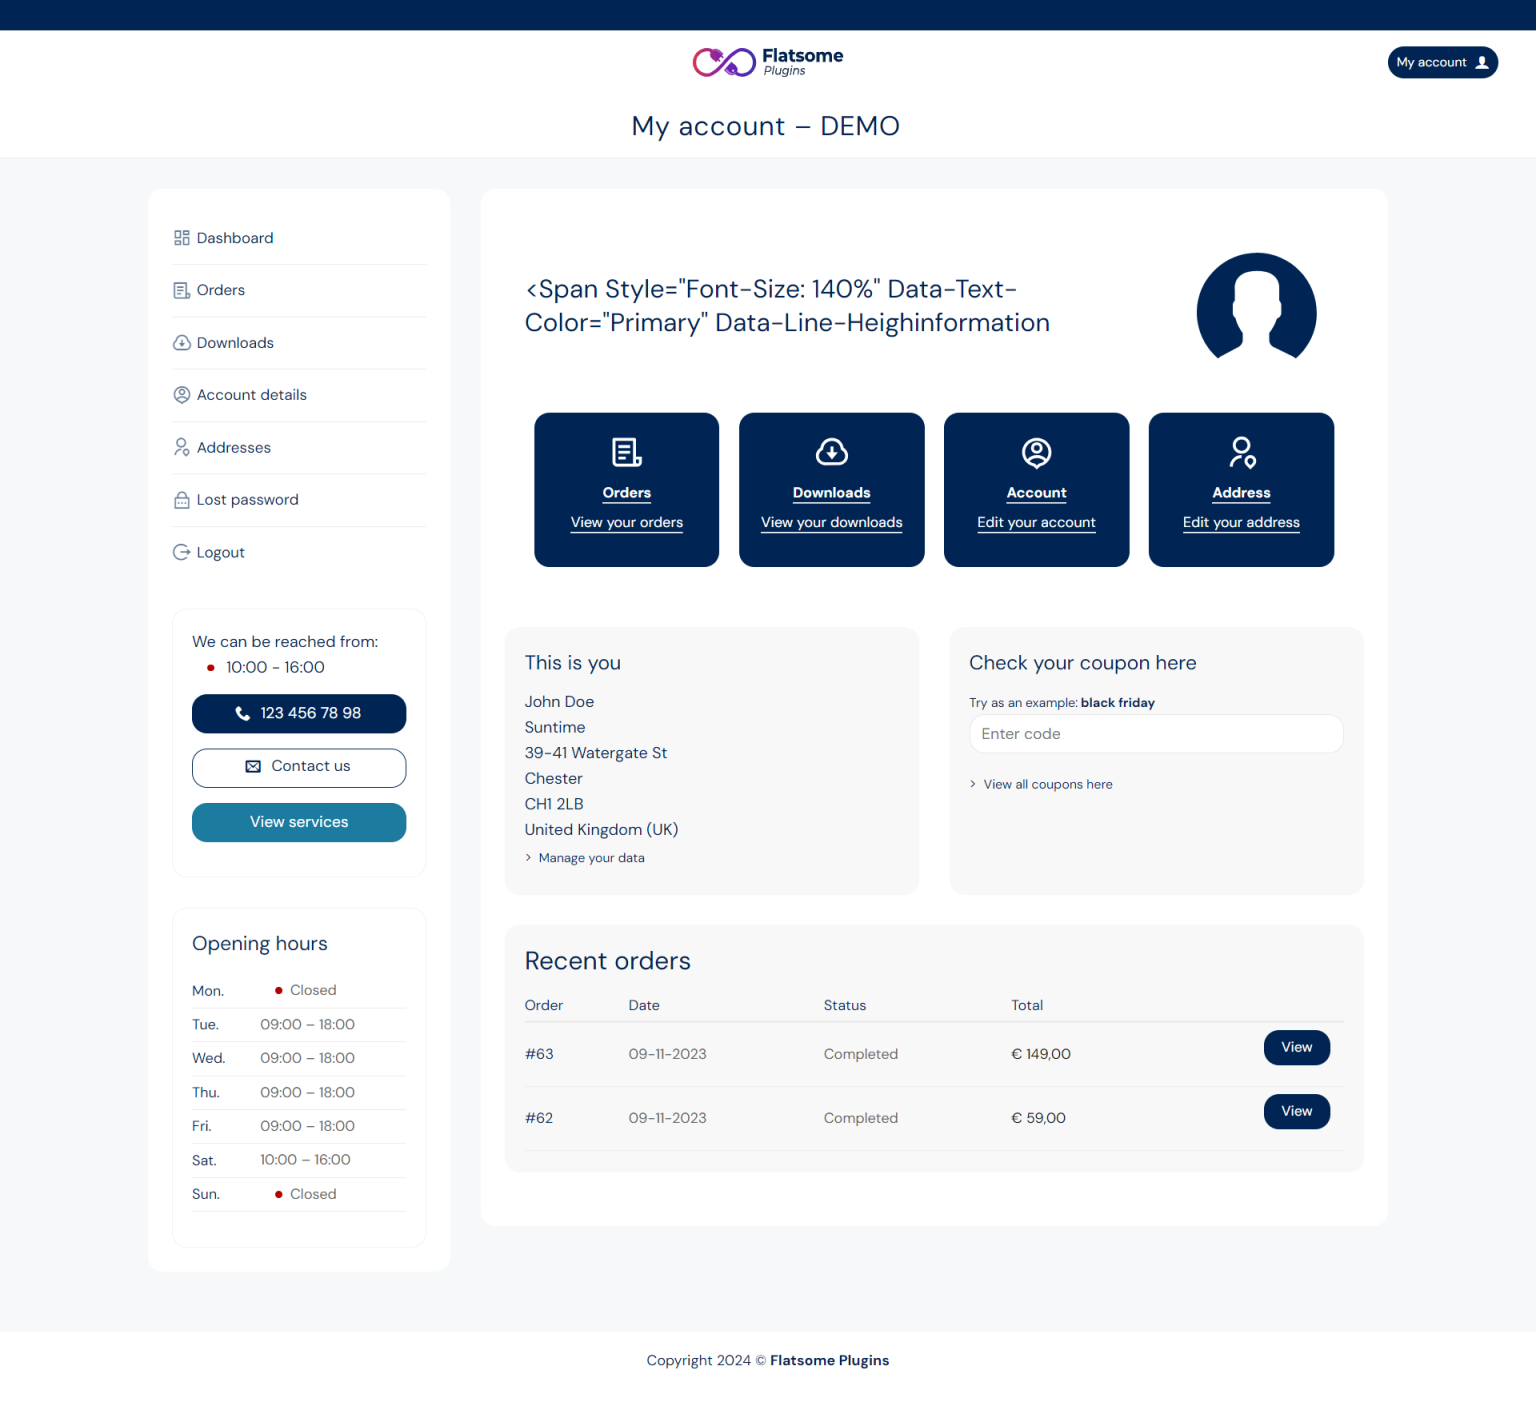 Flatsome
Plugins
My account
My account – DEMO
Dashboard
Orders
Downloads
Account details
Addresses
Lost password
Logout
We can be reached from:
10:00 - 16:00
123 456 78 98
Contact us
View services
Opening hours
Mon. Closed
Tue. 09:00 – 18:00
Wed. 09:00 – 18:00
Thu. 09:00 – 18:00
Fri. 09:00 – 18:00
Sat. 10:00 – 16:00
Sun. Closed
<Span Style="Font-Size: 140%" Data-Text-
Color="Primary" Data-Line-Heighinformation
Orders
View your orders
Downloads
View your downloads
Account
Edit your account
Address
Edit your address
This is you
John Doe
Suntime
39-41 Watergate St
Chester
CH1 2LB
United Kingdom (UK)
> Manage your data
Check your coupon here
Try as an example: black friday
Enter code
> View all coupons here
Recent orders
Order Date Status Total
#63 09-11-2023 Completed € 149,00 View
#62 09-11-2023 Completed € 59,00 View
Copyright 2024 © Flatsome Plugins